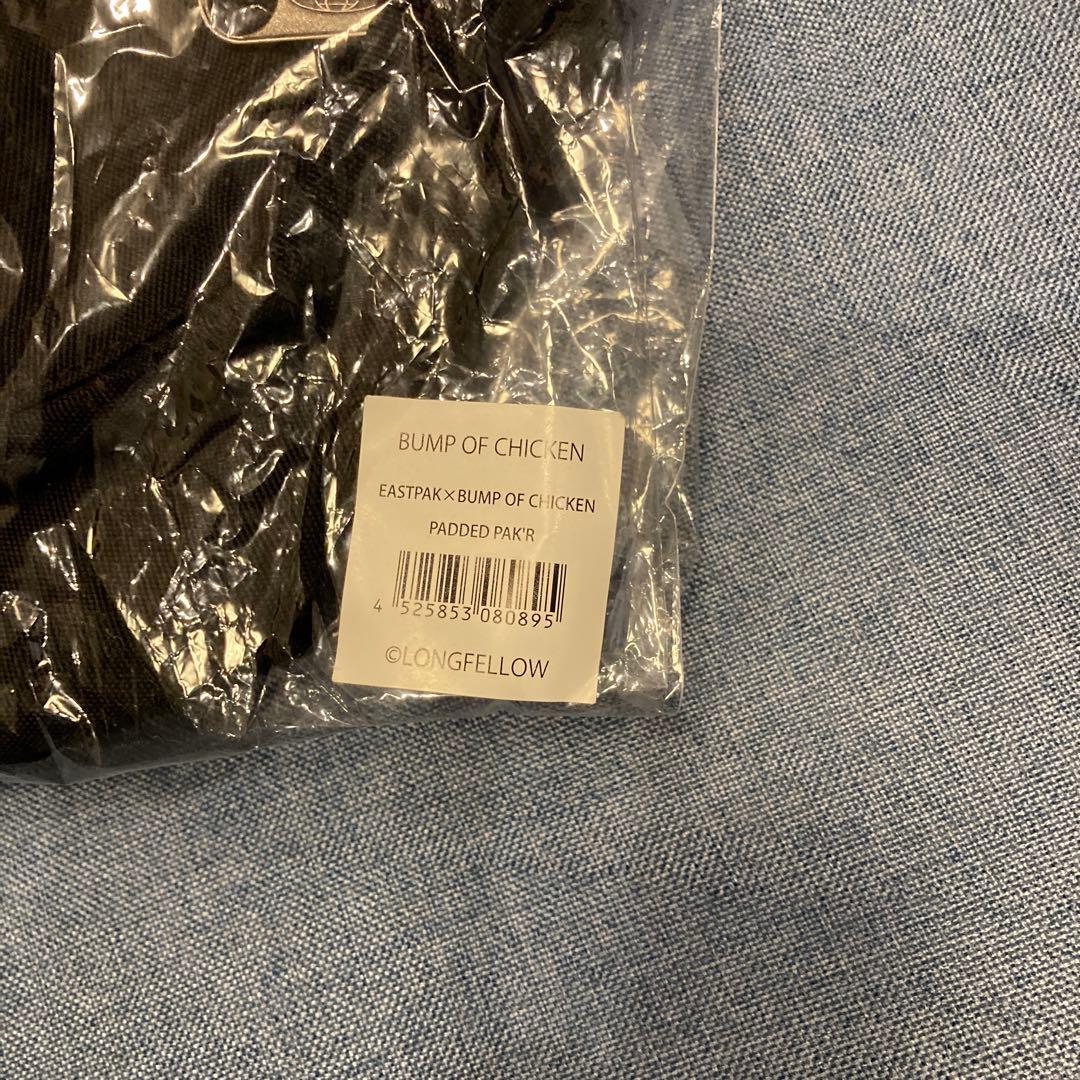 BUMP OF CHICKEN
EASTPAK×BUMP OF CHICKEN
PADDED PAK'R
4 525853 080895
©LONGFELLOW